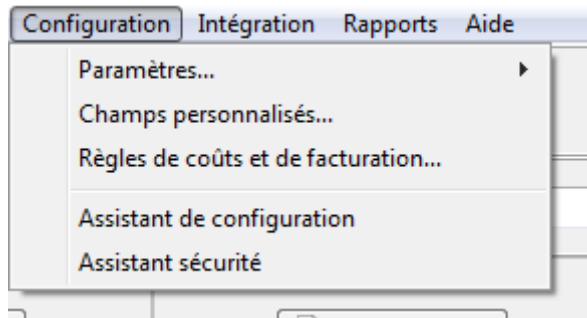 Configuration Intégration Rapports Aide
Paramètres...
Champs personnalisés...
Règles de coûts et de facturation...
Assistant de configuration
Assistant sécurité